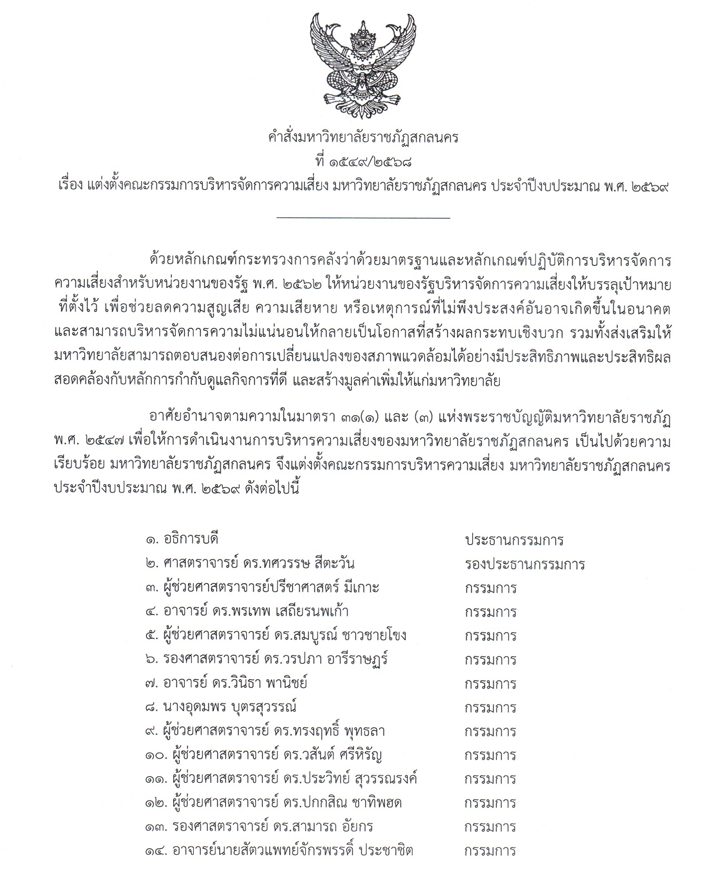 คำสั่งมหาวิทยาลัยราชภัฏสกลนคร
ที่ ๑๕๔๙/๒๕๖๘
เรื่อง แต่งตั้งคณะกรรมการบริหารจัดการความเสี่ยง มหาวิทยาลัยราชภัฏสกลนคร ประจำปีงบประมาณ พ.ศ. ๒๕๖๙
ด้วยหลักเกณฑ์กระทรวงการคลังว่าด้วยมาตรฐานและหลักเกณฑ์ปฏิบัติการบริหารจัดการ
ความเสี่ยงสำหรับหน่วยงานของรัฐ พ.ศ. ๒๕๖๒ ให้หน่วยงานของรัฐบริหารจัดการความเสี่ยงให้บรรลุเป้าหมาย
ที่ตั้งไว้ เพื่อช่วยลดความสูญเสีย ความเสียหาย หรือเหตุการณ์ที่ไม่พึงประสงค์อันอาจเกิดขึ้นในอนาคต
และสามารถบริหารจัดการความไม่แน่นอนให้กลายเป็นโอกาสที่สร้างผลกระทบเชิงบวก รวมทั้งส่งเสริมให้
มหาวิทยาลัยสามารถตอบสนองต่อการเปลี่ยนแปลงของสภาพแวดล้อมได้อย่างมีประสิทธิภาพและประสิทธิผล
สอดคล้องกับหลักการกำกับดูแลกิจการที่ดี และสร้างมูลค่าเพิ่มให้แก่มหาวิทยาลัย
อาศัยอำนาจตามความในมาตรา ๓๑(๑) และ (๓) แห่งพระราชบัญญัติมหาวิทยาลัยราชภัฏ
พ.ศ. ๒๕๔๗ เพื่อให้การดำเนินงานการบริหารความเสี่ยงของมหาวิทยาลัยราชภัฏสกลนคร เป็นไปด้วยความ
เรียบร้อย มหาวิทยาลัยราชภัฏสกลนคร จึงแต่งตั้งคณะกรรมการบริหารความเสี่ยง มหาวิทยาลัยราชภัฏสกลนคร
ประจำปีงบประมาณ พ.ศ. ๒๕๖๙ ดังต่อไปนี้
๑. อธิการบดี ประธานกรรมการ
๒. ศาสตราจารย์ ดร.ทศวรรษ สีตะวัน รองประธานกรรมการ
๓. ผู้ช่วยศาสตราจารย์ปรีชาศาสตร์ มีเกาะ กรรมการ
๔. อาจารย์ ดร.พรเทพ เสถียรนพเก้า กรรมการ
๕. ผู้ช่วยศาสตราจารย์ ดร.สมบูรณ์ ชาวชายโขง กรรมการ
๖. รองศาสตราจารย์ ดร.วรปภา อารีราษฎร์ กรรมการ
๗. อาจารย์ ดร.วินิธา พานิชย์ กรรมการ
๘. นางอุดมพร บุตรสุวรรณ์ กรรมการ
๙. ผู้ช่วยศาสตราจารย์ ดร.ทรงฤทธิ์ พุทธลา กรรมการ
๑๐. ผู้ช่วยศาสตราจารย์ ดร.วสันต์ ศรีหิรัญ กรรมการ
๑๑. ผู้ช่วยศาสตราจารย์ ดร.ประวิทย์ สุวรรณรงค์ กรรมการ
๑๒. ผู้ช่วยศาสตราจารย์ ดร.ปกกสิณ ชาทิพฮด กรรมการ
๑๓. รองศาสตราจารย์ ดร.สามารถ อัยกร กรรมการ
๑๔. อาจารย์นายสัตวแพทย์จักรพรรดิ์ ประชาชิต กรรมการ